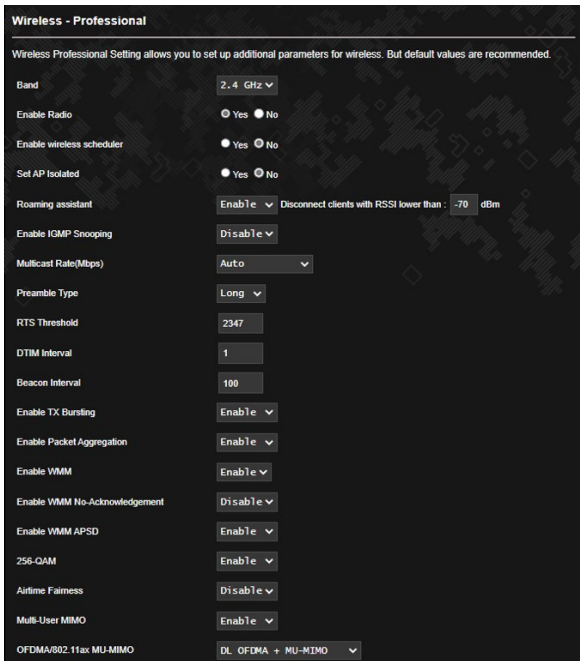 Wireless - Professional
Wireless Professional Setting allows you to set up additional parameters for wireless. But default values are recommended.
Band 2.4 GHz
Enable Radio Yes No
Enable wireless scheduler Yes No
Set AP Isolated Yes No
Roaming assistant Enable Disconnect clients with RSSI lower than : -70 dBm
Enable IGMP Snooping Disable
Multicast Rate(Mbps) Auto
Preamble Type Long
RTS Threshold 2347
DTIM Interval 1
Beacon Interval 100
Enable TX Bursting Enable
Enable Packet Aggregation Enable
Enable WMM Enable
Enable WMM No-Acknowledgement Disable
Enable WMM APSD Enable
256-QAM Enable
Airtime Fairness Disable
Multi-User MIMO Enable
OFDMA/802.11ax MU-MIMO DL OFDMA + MU-MIMO